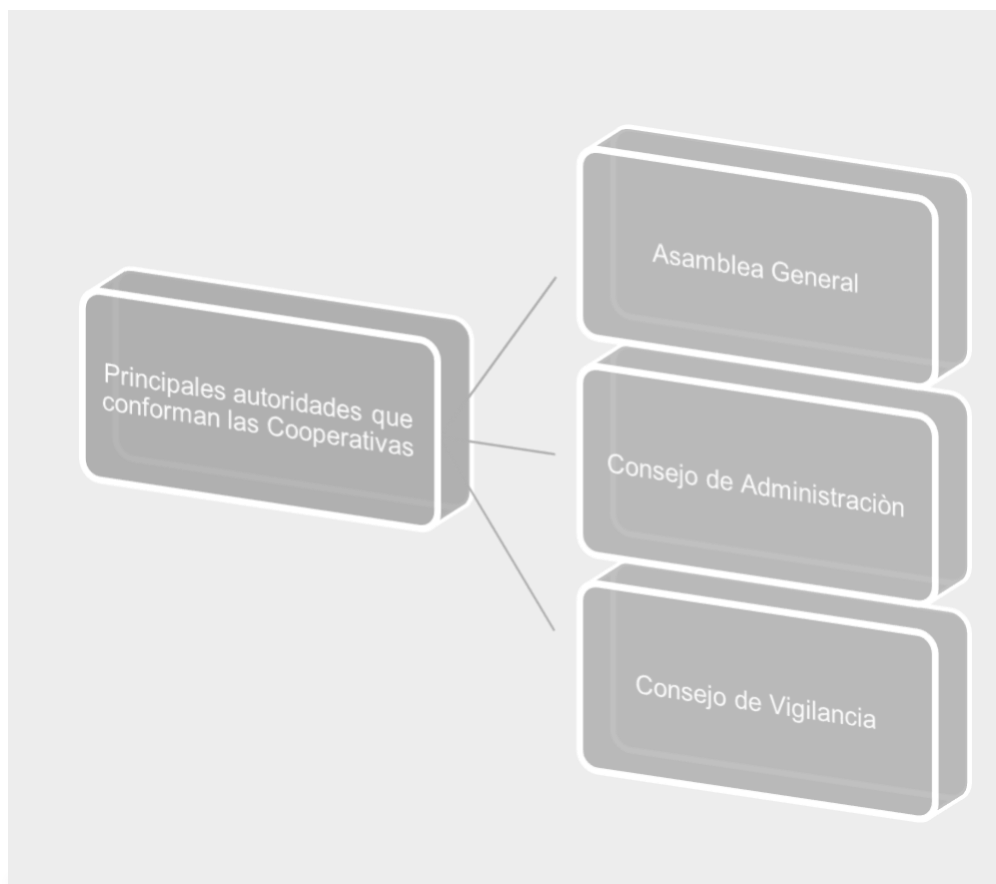 Principales autoridades que
conforman las Cooperativas
Asamblea General
Consejo de Administraciòn
Consejo de Vigilancia